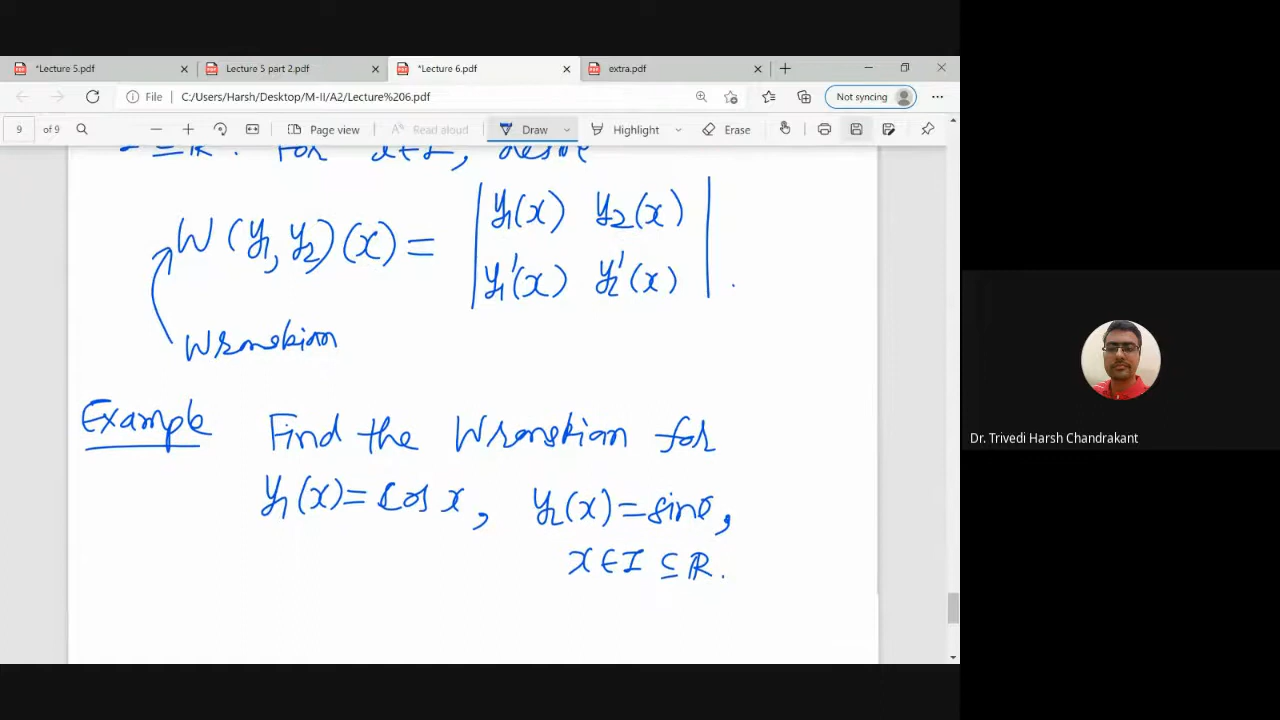 *Lecture 5.pdf
Lecture 5 part 2.pdf
*Lecture 6.pdf
extra.pdf
File
C:/Users/Harsh/Desktop/M-II/A2/Lecture%206.pdf
Not syncing
9 of 9
Page view
Read aloud
Draw
Highlight
Erase
⊆ℝ. For x∈I, define
W(y₁, y₂)(x) = | y₁(x) y₂(x) |
| y₁'(x) y₂'(x) | .
Wronskian
Example Find the Wronskian for
y₁(x) = cos x, y₂(x) = sin
x ∈ I ⊆ ℝ.
Dr. Trivedi Harsh Chandrakant